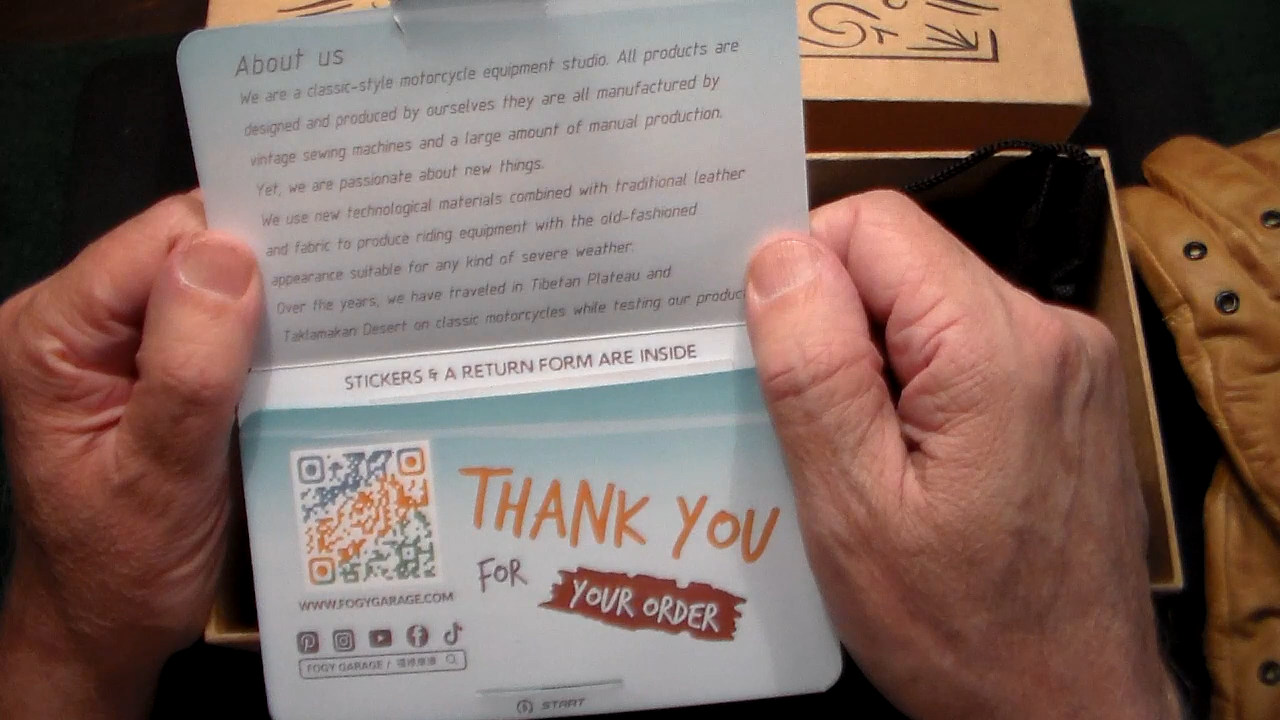 About us
We are a classic-style motorcycle equipment studio. All products are
designed and produced by ourselves they are all manufactured by
vintage sewing machines and a large amount of manual production.
Yet, we are passionate about new things.
We use new technological materials combined with traditional leather
and fabric to produce riding equipment with the old-fashioned
appearance suitable for any kind of severe weather.
Over the years, we have traveled in Tibetan Plateau and
Taklamakan Desert on classic motorcycles while testing our produc
STICKERS & A RETURN FORM ARE INSIDE
THANK YOU
FOR
YOUR ORDER
WWW.FOGYGARAGE.COM
FOGY GARAGE /
START